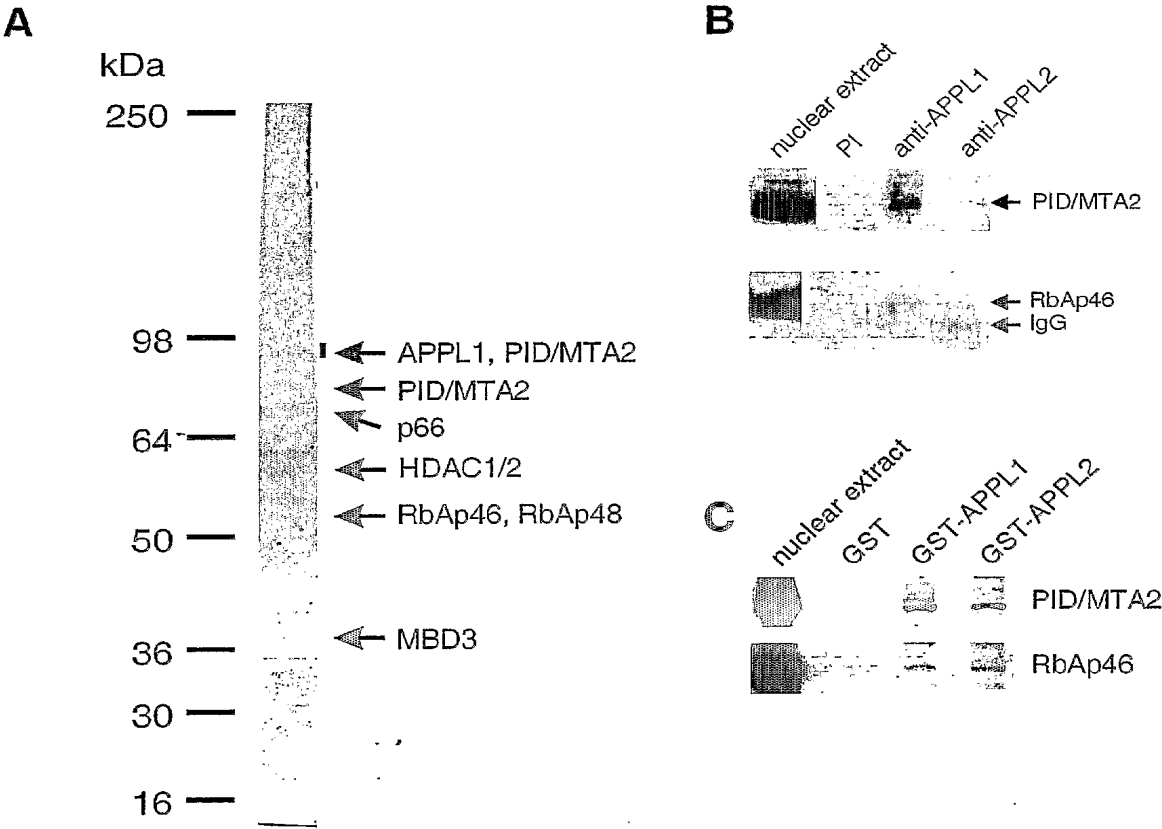 A
kDa
250
98
64
50
36
30
16
APPL1, PID/MTA2
PID/MTA2
p66
HDAC1/2
RbAp46, RbAp48
MBD3
B
nuclear extract
PI
anti-APPL1
anti-APPL2
PID/MTA2
RbAp46
IgG
C
nuclear extract
GST
GST-APPL1
GST-APPL2
PID/MTA2
RbAp46